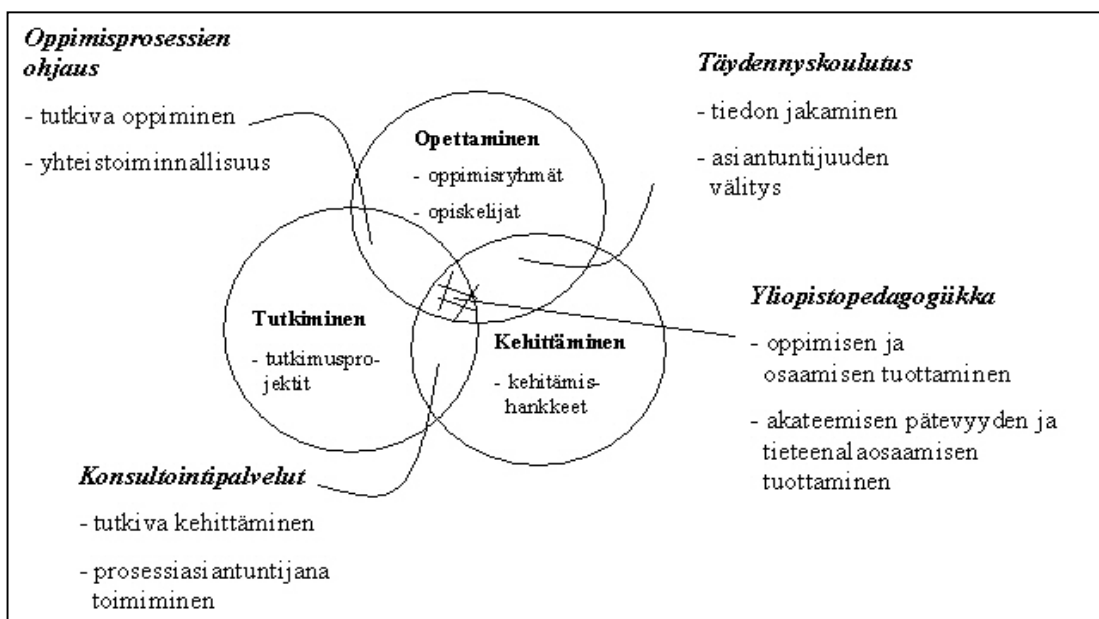 Oppimisprosessien
ohjaus
- tutkiva oppiminen
- yhteistoiminnallisuus
Opettaminen
- oppimisryhmät
- opiskelijat
Täydennyskoulutus
- tiedon jakaminen
- asiantuntijuuden
välitys
Tutkiminen
- tutkimuspro-
jektit
Kehittäminen
- kehitämis-
hankkeet
Yliopistopedagogiikka
- oppimisen ja
osaamisen tuottaminen
- akateemisen pätevyyden ja
tieteenalaosaamisen
tuottaminen
Konsultointipalvelut
- tutkiva kehittäminen
- prosessiasiantuntijana
toimiminen